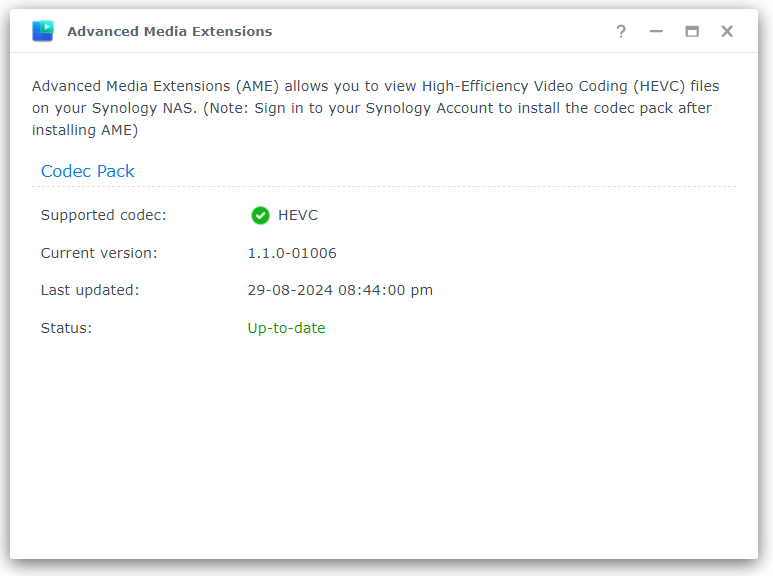 Advanced Media Extensions
Advanced Media Extensions (AME) allows you to view High-Efficiency Video Coding (HEVC) files
on your Synology NAS. (Note: Sign in to your Synology Account to install the codec pack after
installing AME)
Codec Pack
Supported codec: HEVC
Current version: 1.1.0-01006
Last updated: 29-08-2024 08:44:00 pm
Status: Up-to-date